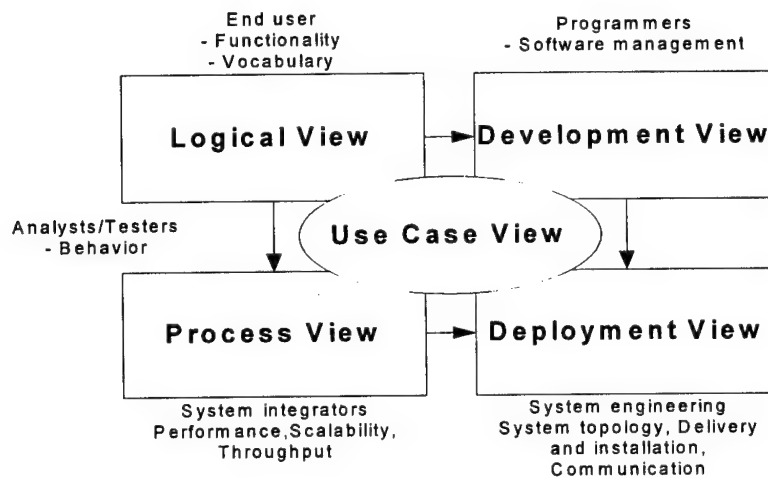 End user
- Functionality
- Vocabulary
Programmers
- Software management
Logical View
Development View
Analysts/Testers
- Behavior
Use Case View
Process View
Deployment View
System integrators
Performance,Scalability,
Throughput
System engineering
System topology, Delivery
and installation,
Communication